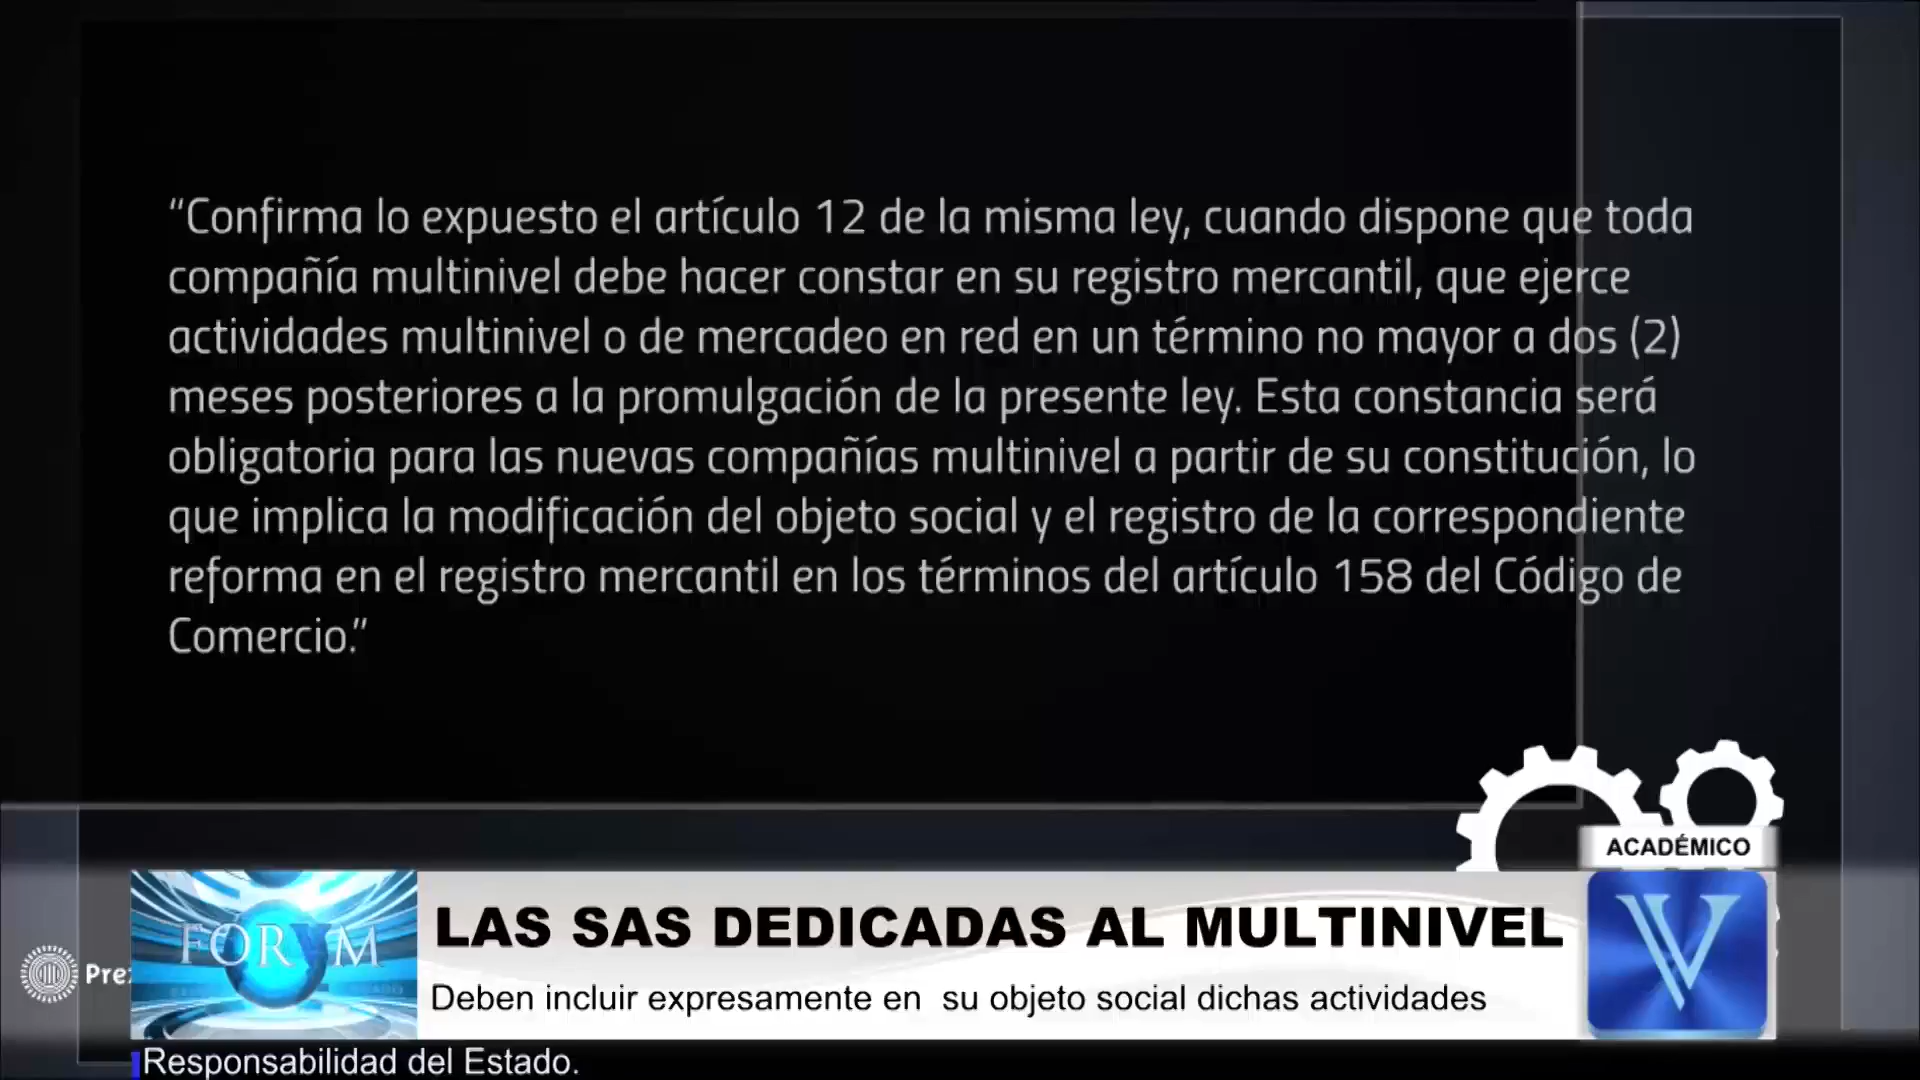 “Confirma lo expuesto el artículo 12 de la misma ley, cuando dispone que toda
compañía multinivel debe hacer constar en su registro mercantil, que ejerce
actividades multinivel o de mercadeo en red en un término no mayor a dos (2)
meses posteriores a la promulgación de la presente ley. Esta constancia será
obligatoria para las nuevas compañías multinivel a partir de su constitución, lo
que implica la modificación del objeto social y el registro de la correspondiente
reforma en el registro mercantil en los términos del artículo 158 del Código de
Comercio.”
ACADÉMICO
FORVM
LAS SAS DEDICADAS AL MULTINIVEL
V
Prez
Deben incluir expresamente en  su objeto social dichas actividades
Responsabilidad del Estado.